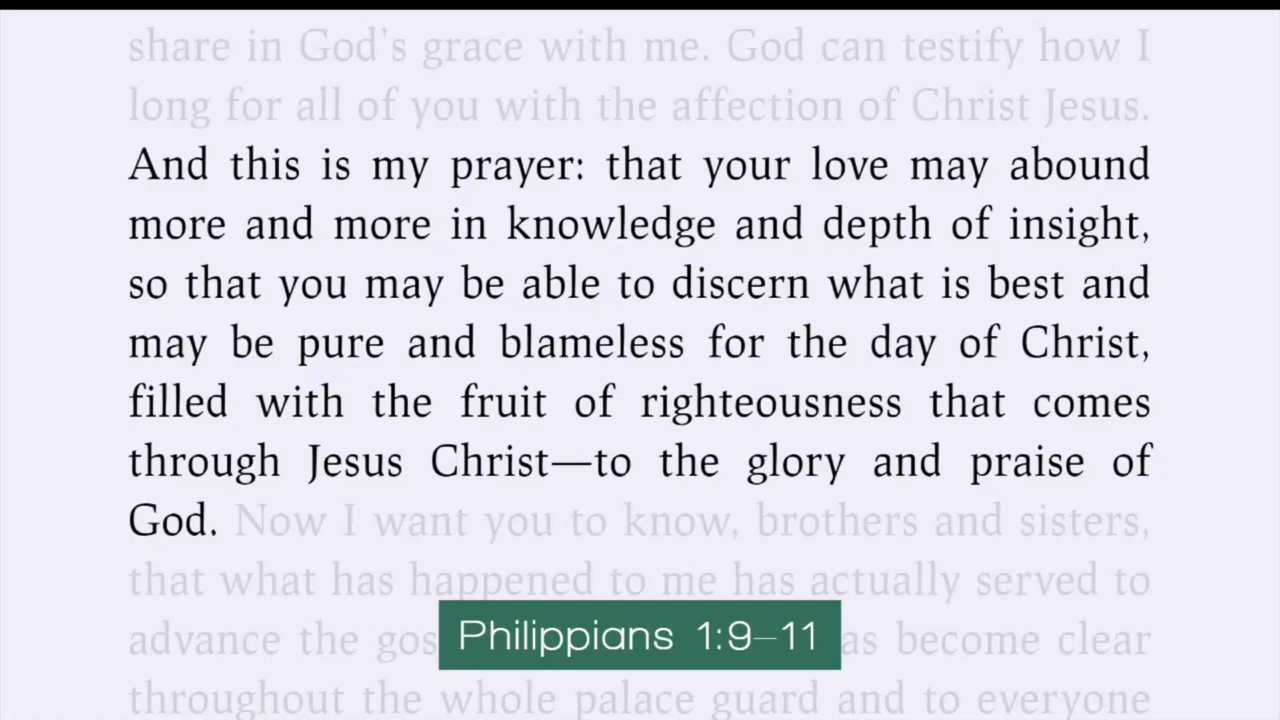 share in God's grace with me. God can testify how I
long for all of you with the affection of Christ Jesus.
And this is my prayer: that your love may abound
more and more in knowledge and depth of insight,
so that you may be able to discern what is best and
may be pure and blameless for the day of Christ,
filled with the fruit of righteousness that comes
through Jesus Christ—to the glory and praise of
God. Now I want you to know, brothers and sisters,
that what has happened to me has actually served to
advance the gos as become clear
Philippians 1:9–11
throughout the whole palace guard and to everyone